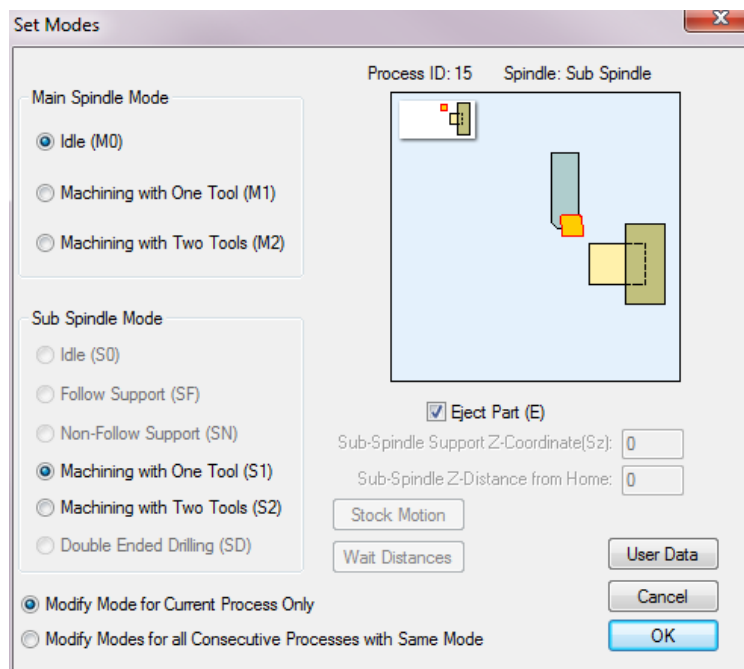 Set Modes
Process ID: 15 Spindle: Sub Spindle
Main Spindle Mode
Idle (M0)
Machining with One Tool (M1)
Machining with Two Tools (M2)
Sub Spindle Mode
Idle (S0)
Follow Support (SF)
Non-Follow Support (SN)
Machining with One Tool (S1)
Machining with Two Tools (S2)
Double Ended Drilling (SD)
Eject Part (E)
Sub-Spindle Support Z-Coordinate(Sz): 0
Sub-Spindle Z-Distance from Home: 0
Stock Motion
Wait Distances
User Data
Cancel
OK
Modify Mode for Current Process Only
Modify Modes for all Consecutive Processes with Same Mode